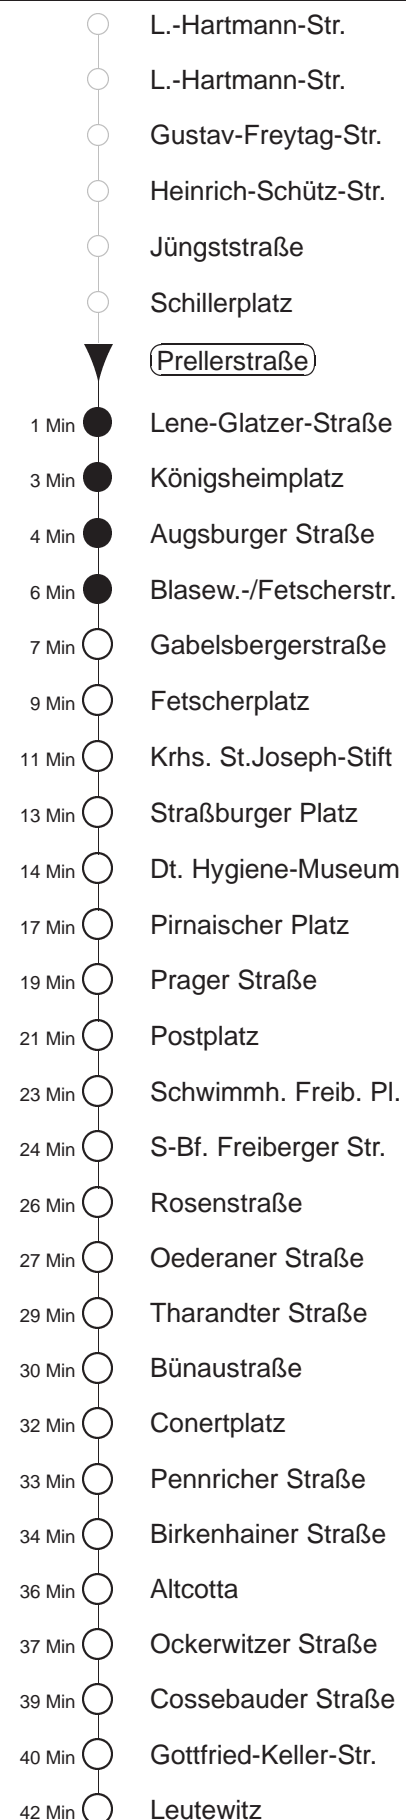 L.-Hartmann-Str.
L.-Hartmann-Str.
Gustav-Freytag-Str.
Heinrich-Schütz-Str.
Jüngststraße
Schillerplatz
Prellerstraße
1 Min Lene-Glatzer-Straße
3 Min Königsheimplatz
4 Min Augsburger Straße
6 Min Blasew.-/Fetscherstr.
7 Min Gabelsbergerstraße
9 Min Fetscherplatz
11 Min Krhs. St.Joseph-Stift
13 Min Straßburger Platz
14 Min Dt. Hygiene-Museum
17 Min Pirnaischer Platz
19 Min Prager Straße
21 Min Postplatz
23 Min Schwimmh. Freib. Pl.
24 Min S-Bf. Freiberger Str.
26 Min Rosenstraße
27 Min Oederaner Straße
29 Min Tharandter Straße
30 Min Bünaustraße
32 Min Conertplatz
33 Min Pennricher Straße
34 Min Birkenhainer Straße
36 Min Altcotta
37 Min Ockerwitzer Straße
39 Min Cossebauder Straße
40 Min Gottfried-Keller-Str.
42 Min Leutewitz